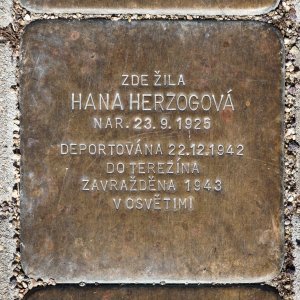 ZDE ŽILA
HANA HERZOGOVÁ
NAR. 23. 9. 1925
DEPORTOVÁNA 22.12.1942
DO TEREZÍNA
ZAVRAŽDĚNA 1943
V OSVĚTIMI